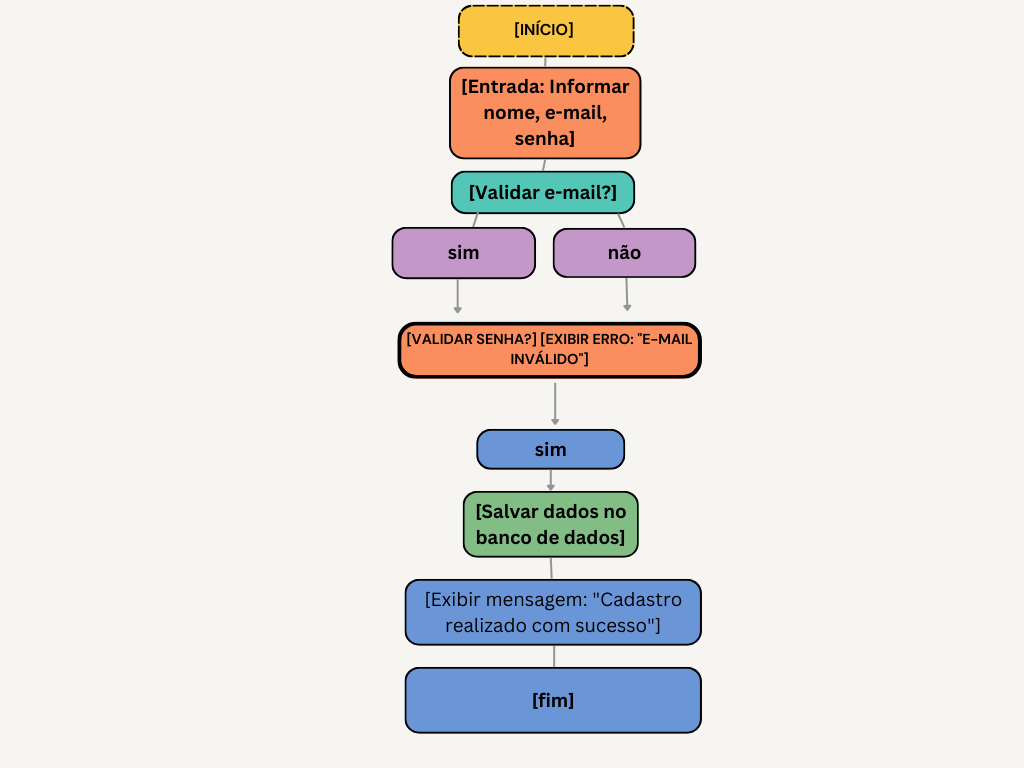 [INÍCIO]
[Entrada: Informar
nome, e-mail,
senha]
[Validar e-mail?]
sim
não
[VALIDAR SENHA?] [EXIBIR ERRO: "E-MAIL
INVÁLIDO"]
sim
[Salvar dados no
banco de dados]
[Exibir mensagem: "Cadastro
realizado com sucesso"]
[fim]